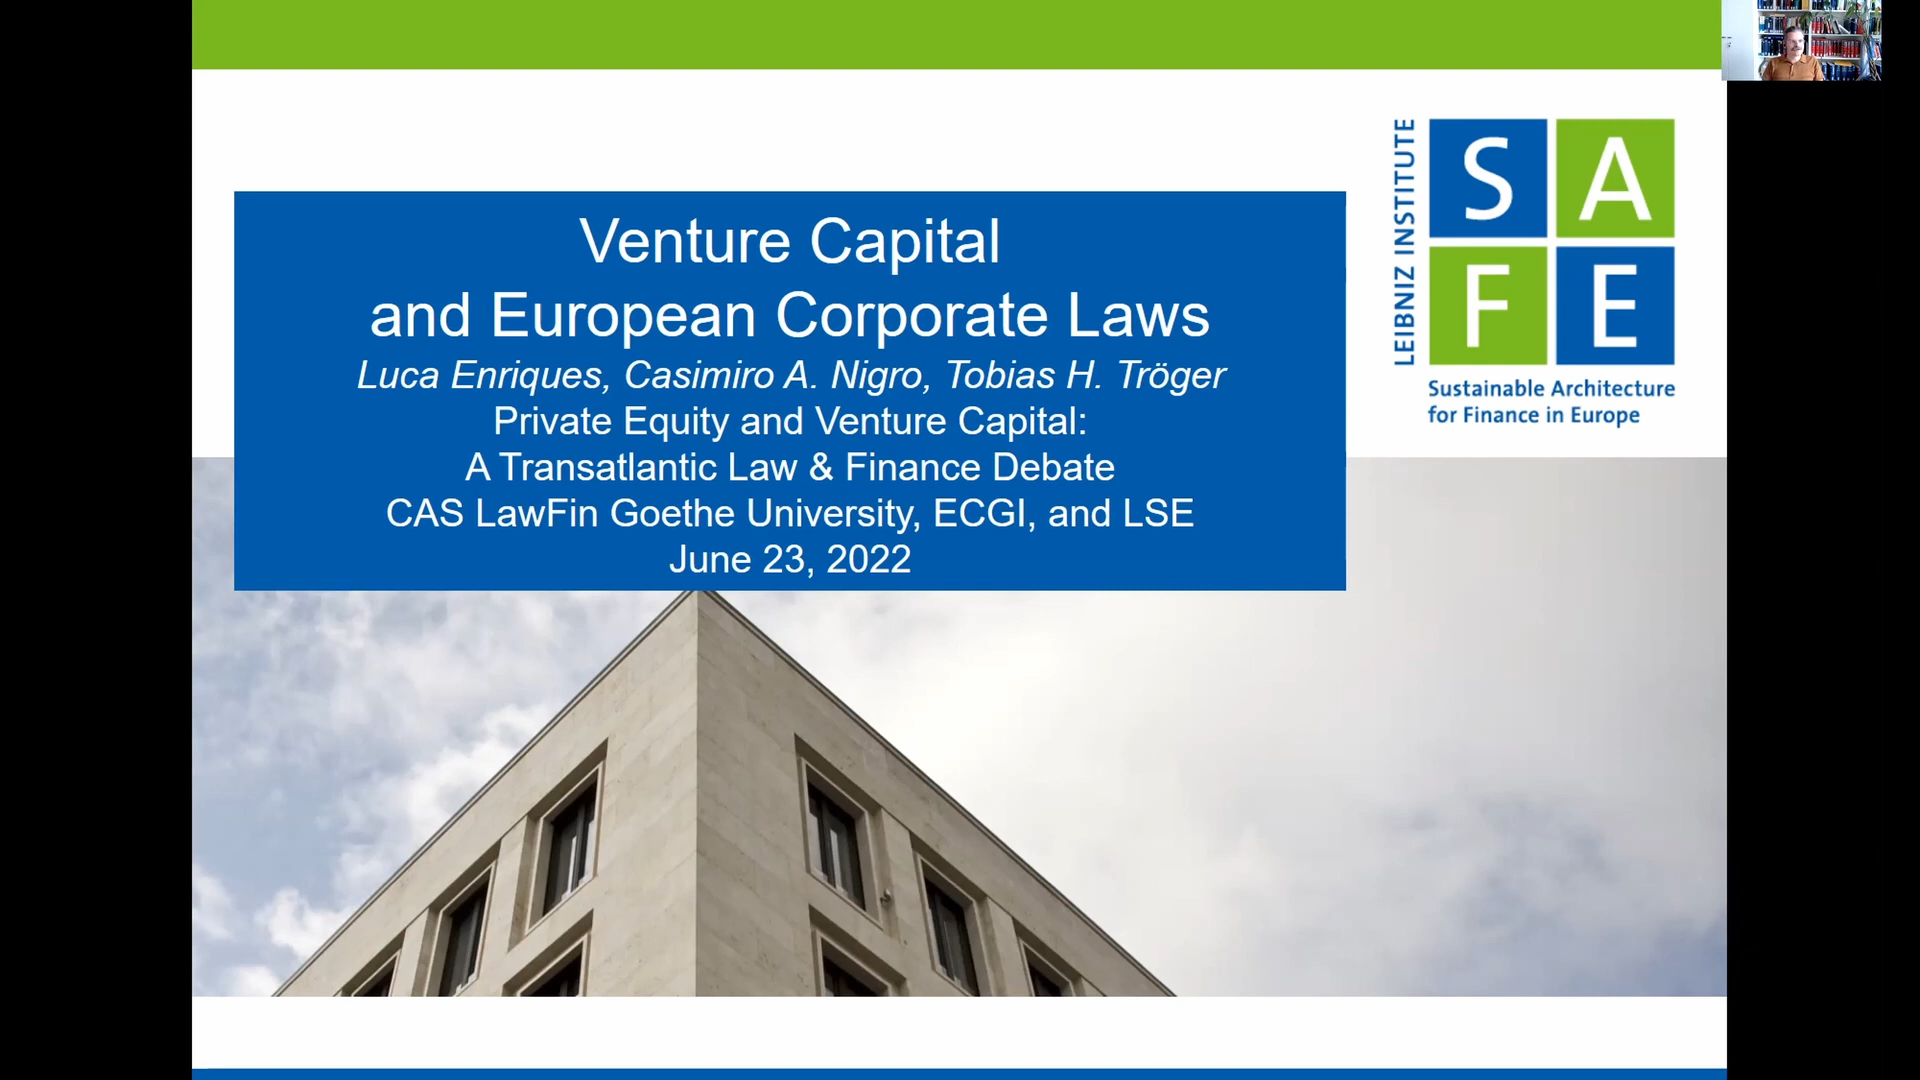 Venture Capital
and European Corporate Laws
Luca Enriques, Casimiro A. Nigro, Tobias H. Tröger
Private Equity and Venture Capital:
A Transatlantic Law & Finance Debate
CAS LawFin Goethe University, ECGI, and LSE
June 23, 2022
LEIBNIZ INSTITUTE
S A
F E
Sustainable Architecture
for Finance in Europe